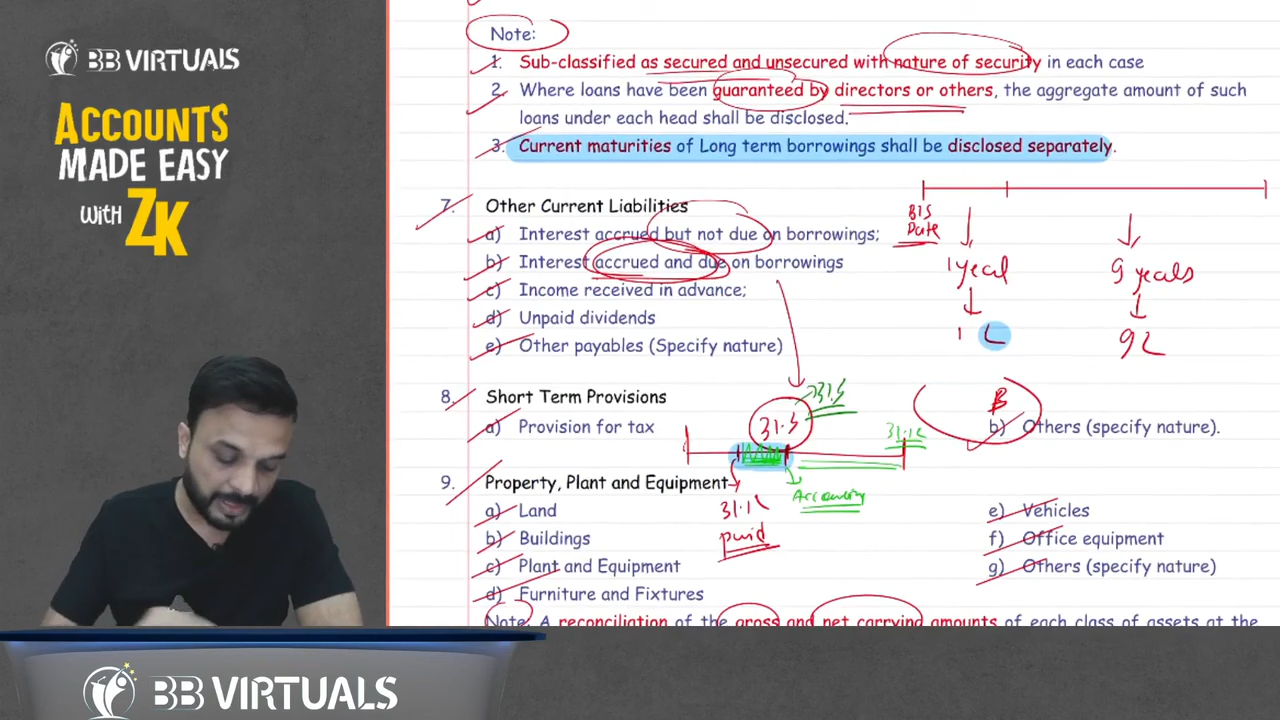 BB VIRTUALS
ACCOUNTS
MADE EASY
WITH ZK
Note:
1. Sub-classified as secured and unsecured with nature of security in each case
2. Where loans have been guaranteed by directors or others, the aggregate amount of such
loans under each head shall be disclosed.
3. Current maturities of Long term borrowings shall be disclosed separately.
7. Other Current Liabilities
a) Interest accrued but not due on borrowings;
b) Interest accrued and due on borrowings
c) Income received in advance;
d) Unpaid dividends
e) Other payables (Specify nature)
B/S
Date
1 year
9 years
1 L
9L
8. Short Term Provisions
a) Provision for tax
b) Others (specify nature).
31.3
31.3
31.12
B
9. Property, Plant and Equipment
31.12
paid
Accounting
a) Land
b) Buildings
c) Plant and Equipment
d) Furniture and Fixtures
e) Vehicles
f) Office equipment
g) Others (specify nature)
Note: A reconciliation of the gross and net carrying amounts of each class of assets at the
BB VIRTUALS